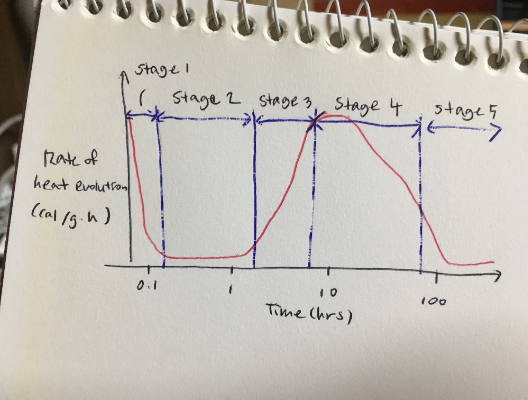 Stage 1
Stage 2
Stage 3
Stage 4
Stage 5
Rate of
heat evolution
(cal/g.h)
0.1
1
10
100
Time (hrs)